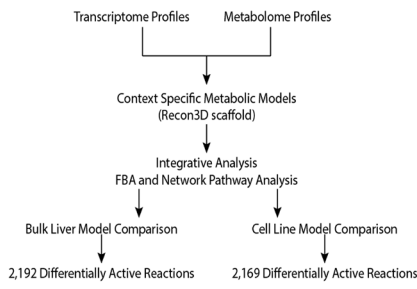 Transcriptome Profiles
Metabolome Profiles
Context Specific Metabolic Models
(Recon3D scaffold)
Integrative Analysis
FBA and Network Pathway Analysis
Bulk Liver Model Comparison
Cell Line Model Comparison
2,192 Differentially Active Reactions
2,169 Differentially Active Reactions